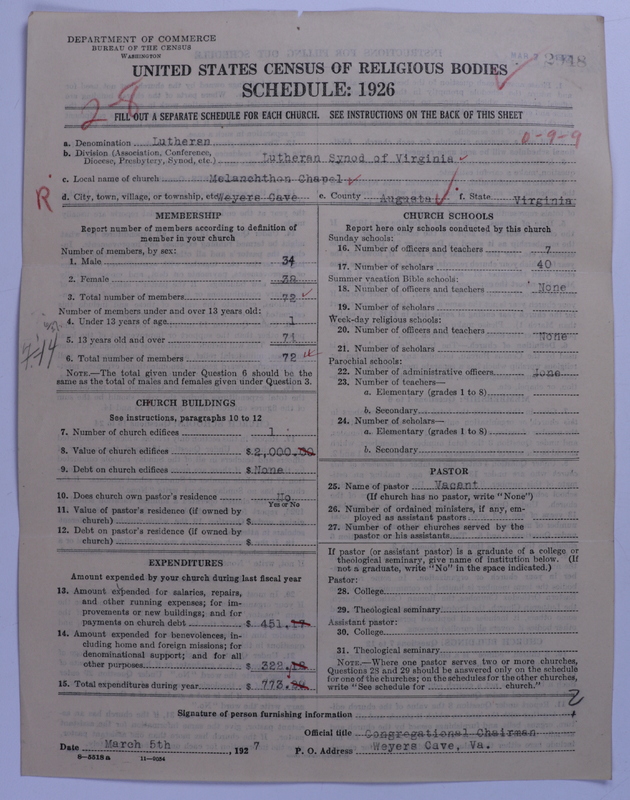 DEPARTMENT OF COMMERCE
BUREAU OF THE CENSUS
WASHINGTON
UNITED STATES CENSUS OF RELIGIOUS BODIES
SCHEDULE: 1926
2-8
FILL OUT A SEPARATE SCHEDULE FOR EACH CHURCH. SEE INSTRUCTIONS ON THE BACK OF THIS SHEET
0-9-9
a. Denomination Lutheran
b. Division (Association, Conference, Diocese, Presbytery, Synod, etc.) Lutheran Synod of Virginia
c. Local name of church Melanchthon Chapel
R
d. City, town, village, or township, etc. Weyers Cave e. County Augusta f. State Virginia
MEMBERSHIP
Report number of members according to definition of
member in your church
Number of members, by sex:
1. Male 34
2. Female 38
3. Total number of members 72
Number of members under and over 13 years old:
4. Under 13 years of age 1
5. 13 years old and over 71
6. Total number of members 72
7-14
NOTE.—The total given under Question 6 should be the
same as the total of males and females given under Question 3.
CHURCH BUILDINGS
See instructions, paragraphs 10 to 12
7. Number of church edifices 1
8. Value of church edifices $ 2,000.00
9. Debt on church edifices $ None
10. Does church own pastor's residence No
Yes or No
11. Value of pastor's residence (if owned by
church) $
12. Debt on pastor's residence (if owned by
church) $
EXPENDITURES
Amount expended by your church during last fiscal year
13. Amount expended for salaries, repairs,
and other running expenses; for im-
provements or new buildings; and for
payments on church debt $ 451.
14. Amount expended for benevolences, in-
cluding home and foreign missions; for
denominational support; and for all
other purposes $ 322.
15. Total expenditures during year $ 773.
CHURCH SCHOOLS
Report here only schools conducted by this church
Sunday schools:
16. Number of officers and teachers 7
17. Number of scholars 40
Summer vacation Bible schools:
18. Number of officers and teachers None
19. Number of scholars
Week-day religious schools:
20. Number of officers and teachers None
21. Number of scholars
Parochial schools:
22. Number of administrative officers None
23. Number of teachers—
a. Elementary (grades 1 to 8)
b. Secondary
24. Number of scholars—
a. Elementary (grades 1 to 8)
b. Secondary
PASTOR
25. Name of pastor Vacant
(If church has no pastor, write "None")
26. Number of ordained ministers, if any, em-
ployed as assistant pastors
27. Number of other churches served by the
pastor or his assistants
If pastor (or assistant pastor) is a graduate of a college or
theological seminary, give name of institution below. (If
not a graduate, write "No" in the space indicated.)
Pastor:
28. College
29. Theological seminary
Assistant pastor:
30. College
31. Theological seminary
NOTE.—Where one pastor serves two or more churches,
Questions 28 and 29 should be answered only on the schedule
for one of the churches; on the schedules for the other churches,
write "See schedule for church."
2
Signature of person furnishing information
Official title Congregational Chairman
Date March 5th, 1927 P. O. Address Weyers Cave, Va.
8-5518 a 11-9034